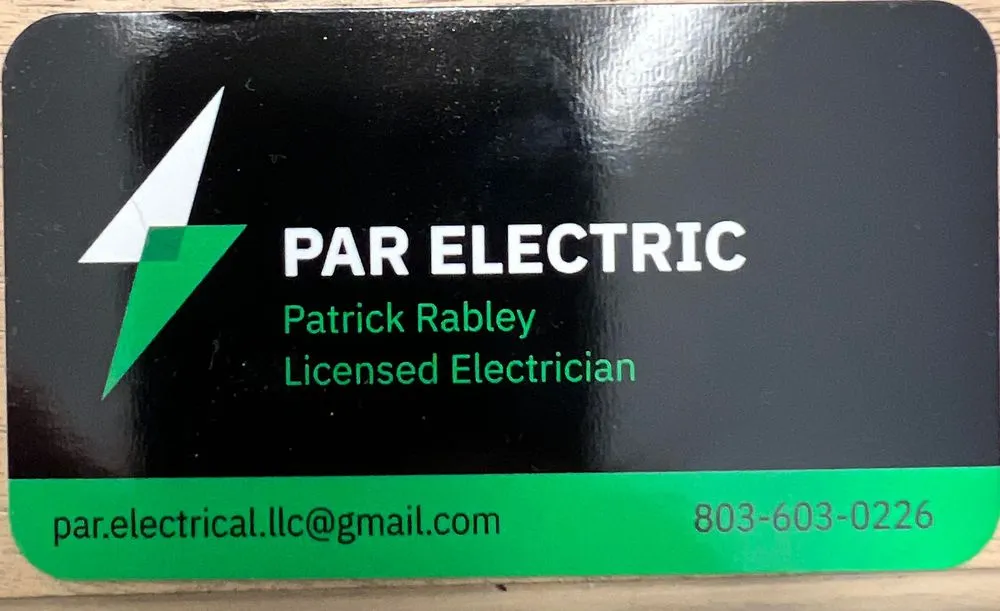 PAR ELECTRIC
Patrick Rabley
Licensed Electrician
par.electrical.llc@gmail.com
803-603-0226